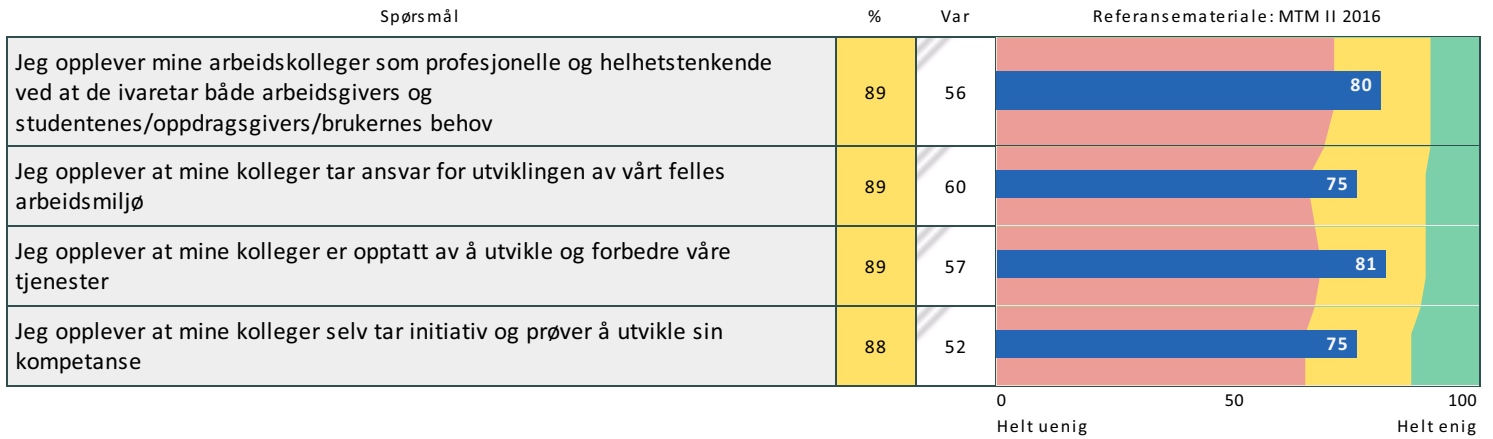 Spørsmål % Var Referansemateriale: MTM II 2016
Jeg opplever mine arbeidskolleger som profesjonelle og helhetstenkende
ved at de ivaretar både arbeidsgivers og
studentenes/oppdragsgivers/brukernes behov
89 56 80
Jeg opplever at mine kolleger tar ansvar for utviklingen av vårt felles
arbeidsmiljø
89 60 75
Jeg opplever at mine kolleger er opptatt av å utvikle og forbedre våre
tjenester
89 57 81
Jeg opplever at mine kolleger selv tar initiativ og prøver å utvikle sin
kompetanse
88 52 75
0 50 100
Helt uenig Helt enig